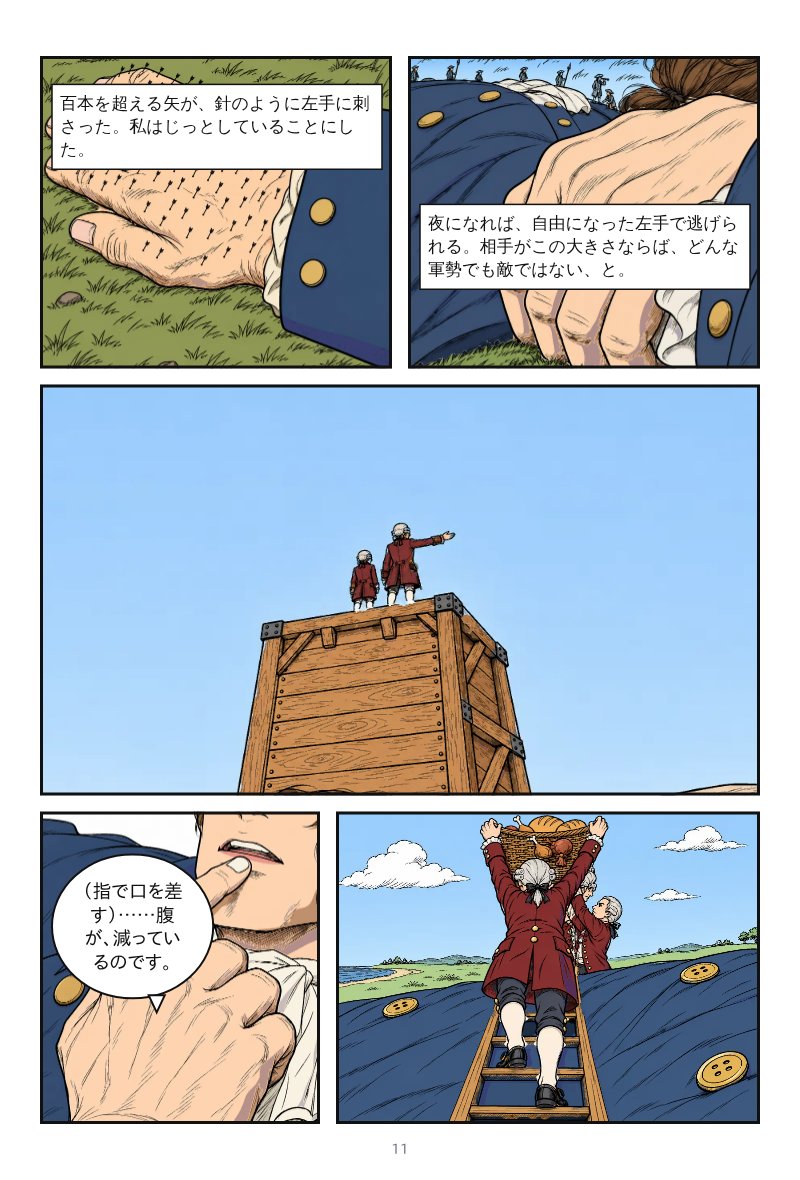 百本を超える矢が、針のように左手に刺
さった。私はじっとしていることにし
た。
夜になれば、自由になった左手で逃げら
れる。相手がこの大きさならば、どんな
軍勢でも敵ではない、と。
（指で口を差
す）……腹
が、減ってい
るのです。
11